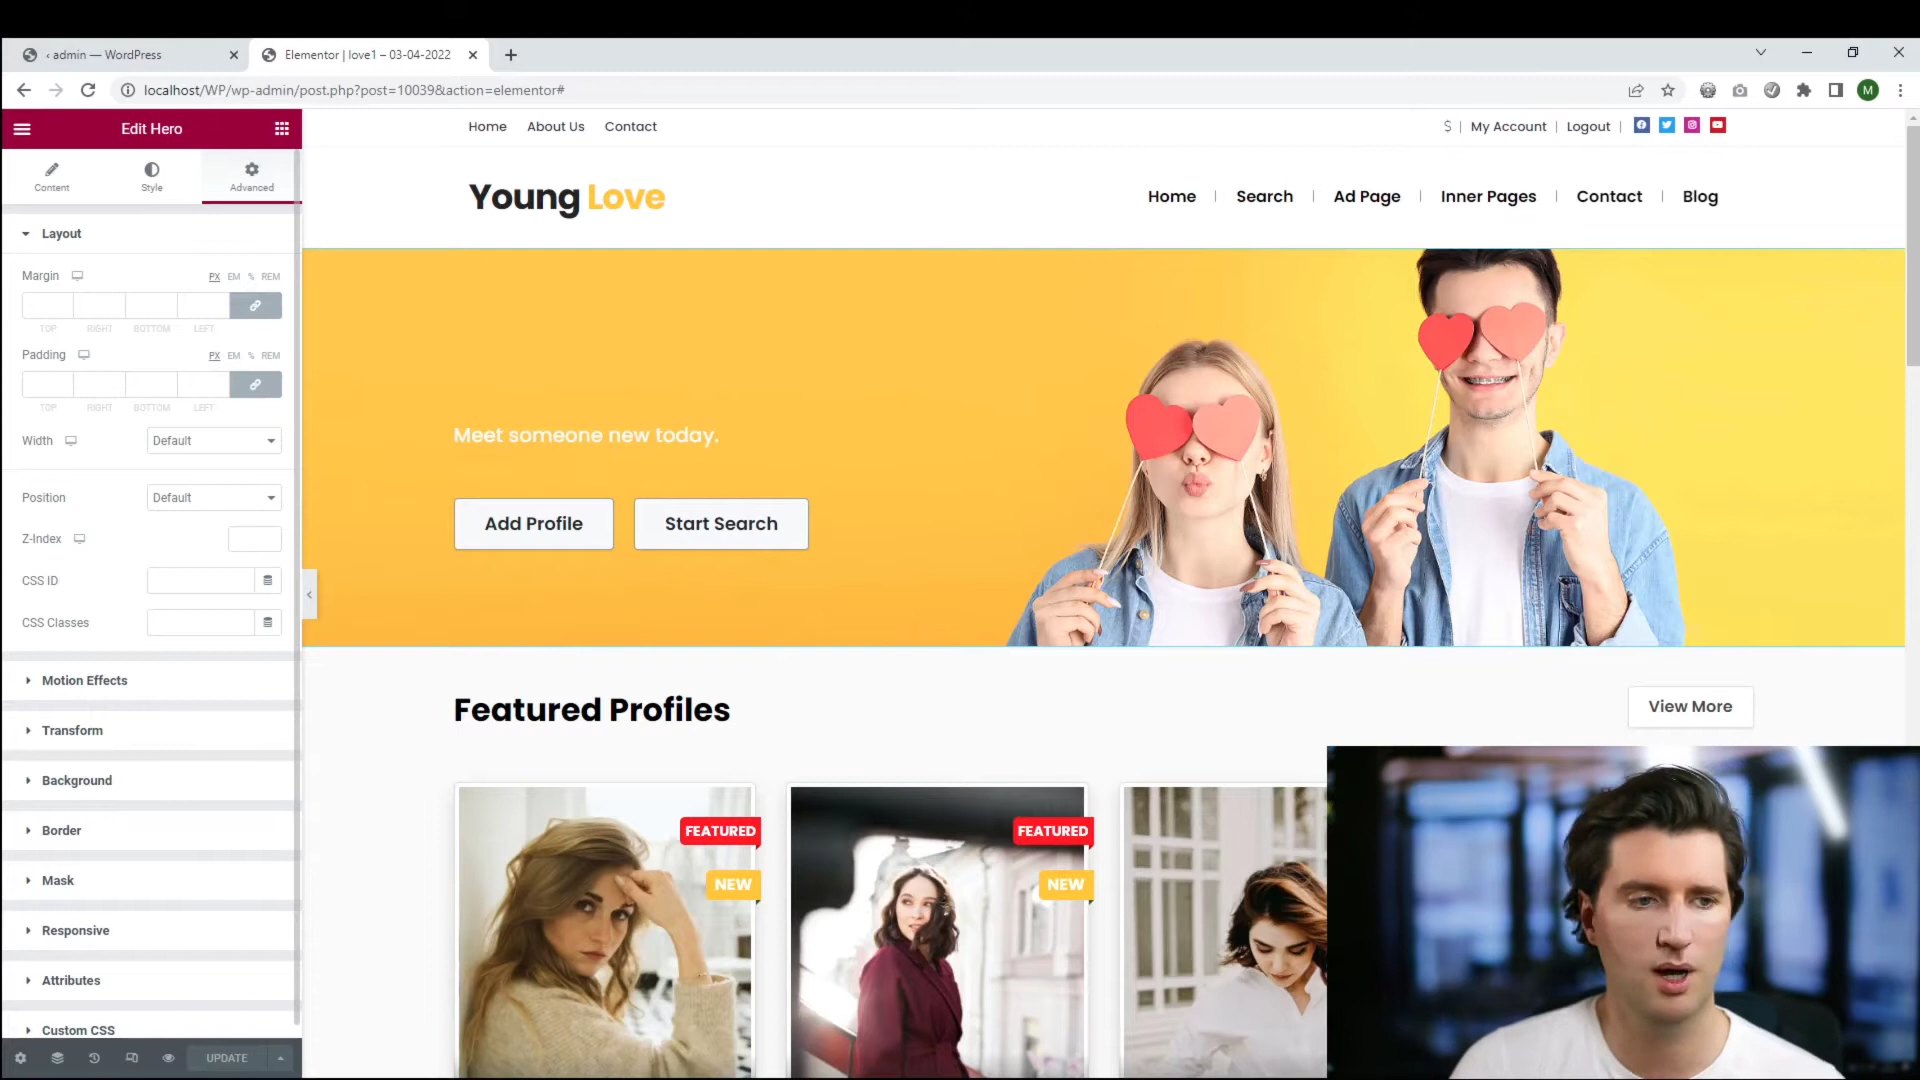 ‹ admin — WordPress
Elementor | love1 – 03-04-2022
localhost/WP/wp-admin/post.php?post=10039&action=elementor#
M
Edit Hero
Content
Style
Advanced
Layout
Margin
PX EM % REM
TOP RIGHT BOTTOM LEFT
Padding
PX EM % REM
TOP RIGHT BOTTOM LEFT
Width
Default
Position
Default
Z-Index
CSS ID
CSS Classes
Motion Effects
Transform
Background
Border
Mask
Responsive
Attributes
Custom CSS
UPDATE
Home About Us Contact
$ | My Account | Logout |
Young Love
Home | Search | Ad Page | Inner Pages | Contact | Blog
Meet someone new today.
Add Profile
Start Search
Featured Profiles
View More
FEATURED
NEW
FEATURED
NEW